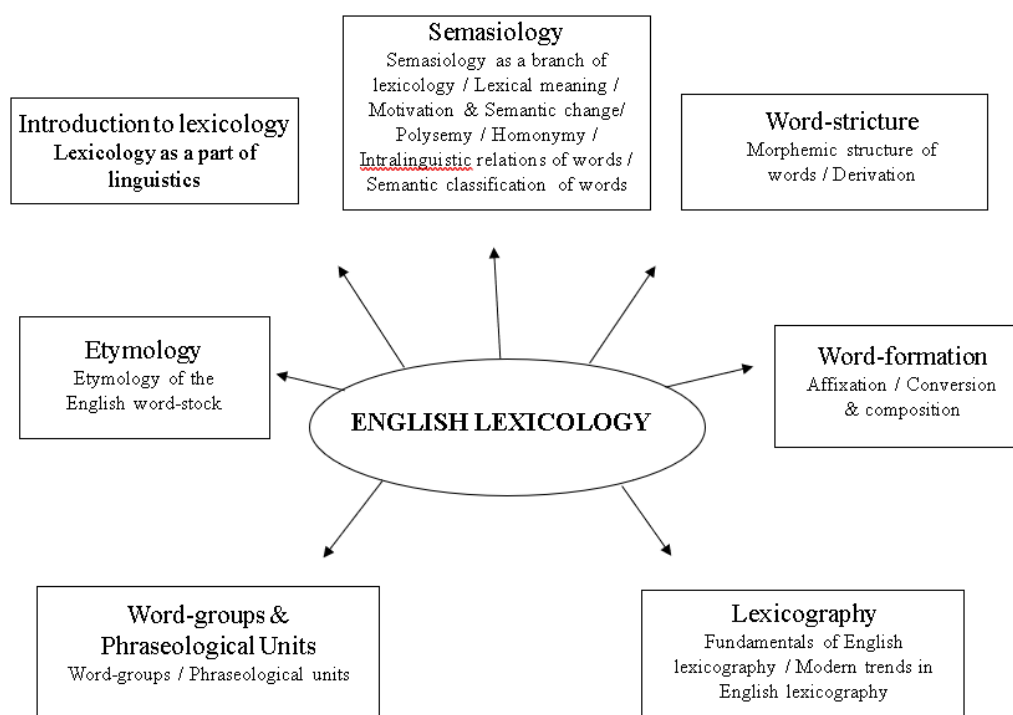 Semasiology
Semasiology as a branch of
lexicology / Lexical meaning /
Motivation & Semantic change/
Polysemy / Homonymy /
Intralinguistic relations of words /
Semantic classification of words
Introduction to lexicology
Lexicology as a part of
linguistics
Word-stricture
Morphemic structure of
words / Derivation
Etymology
Etymology of the
English word-stock
ENGLISH LEXICOLOGY
Word-formation
Affixation / Conversion
& composition
Word-groups &
Phraseological Units
Word-groups / Phraseological units
Lexicography
Fundamentals of English
lexicography / Modern trends in
English lexicography